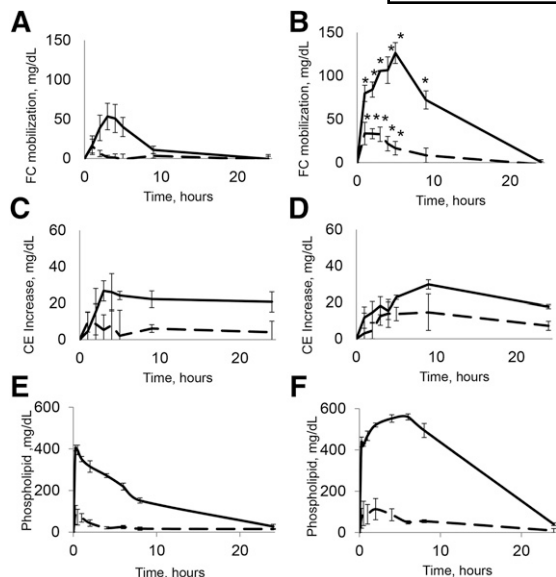 A
FC mobilization, mg/dL
150
100
50
0
0 10 20
Time, hours
B
FC mobilization, mg/dL
150
100
50
0
* * * * * *
* * * * *
0 10 20
Time, hours
C
CE Increase, mg/dL
60
40
20
0
0 10 20
Time, hours
D
CE Increase, mg/dL
60
40
20
0
0 10 20
Time, hours
E
Phospholipid ,mg/dL
600
400
200
0
0 10 20
Time, hours
F
Phospholipid, mg/dL
600
400
200
0
0 10 20
Time, hours